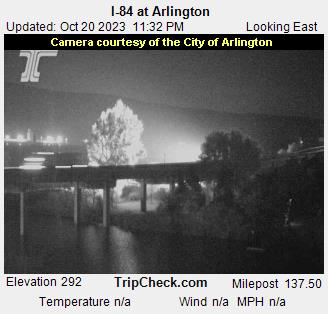 I-84 at Arlington
Updated: Oct 20 2023 11:32 PM Looking East
Camera courtesy of the City of Arlington
Elevation 292 TripCheck.com Milepost 137.50
Temperature n/a Wind n/a MPH n/a